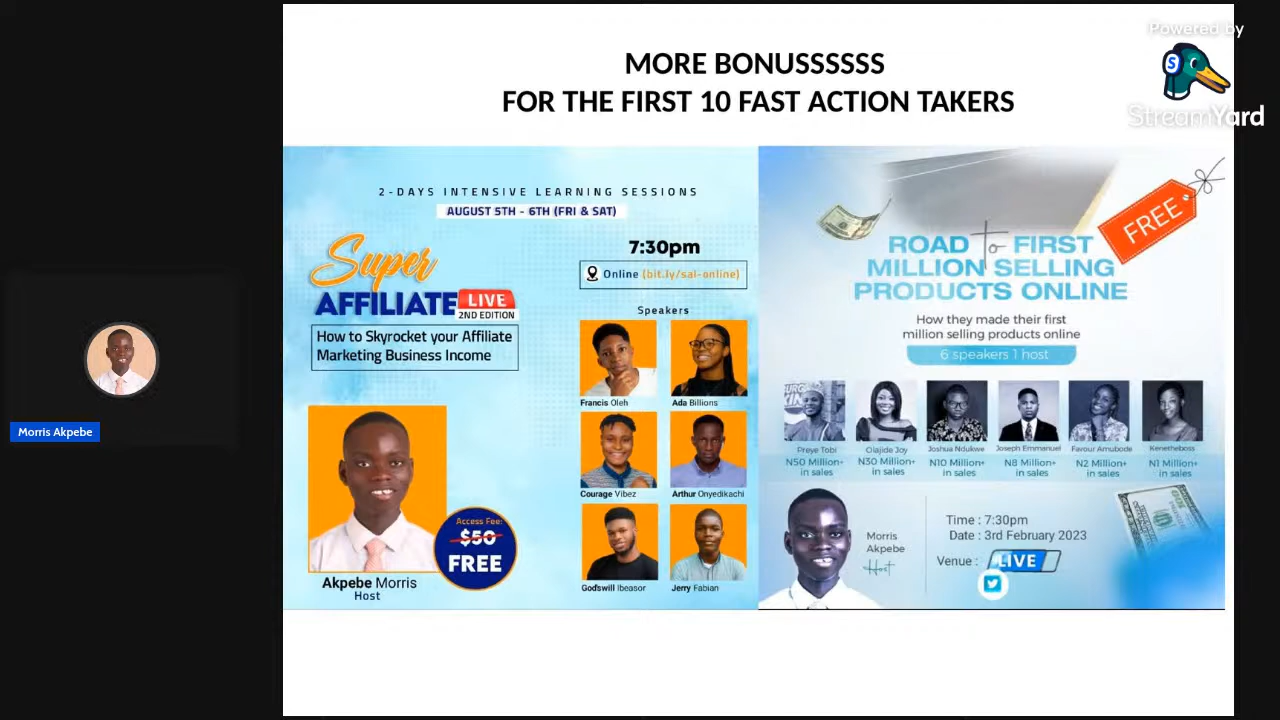 MORE BONUSSSSSS
FOR THE FIRST 10 FAST ACTION TAKERS
Powered by
S
StreamYard
2-DAYS INTENSIVE LEARNING SESSIONS
AUGUST 5TH - 6TH (FRI & SAT)
Super
AFFILIATE LIVE
2ND EDITION
How to Skyrocket your Affiliate
Marketing Business Income
7:30pm
Online (bit.ly/sal-online)
Speakers
Francis Oleh
Ada Billions
Courage Vibez
Arthur Onyedikachi
Godswill Ibeasor
Jerry Fabian
Access Fee:
$50
FREE
Akpebe Morris
Host
FREE
ROAD to FIRST
MILLION SELLING
PRODUCTS ONLINE
How they made their first
million selling products online
6 speakers 1 host
Preye Tobi
N50 Million+
in sales
Olajide Joy
N30 Million+
in sales
Joshua Ndukwe
N10 Million+
in sales
Joseph Emmanuel
N8 Million+
in sales
Favour Amubode
N2 Million+
in sales
Kenetheboss
N1 Million+
in sales
Morris
Akpebe
Host
Time : 7:30pm
Date : 3rd February 2023
Venue : LIVE
Morris Akpebe